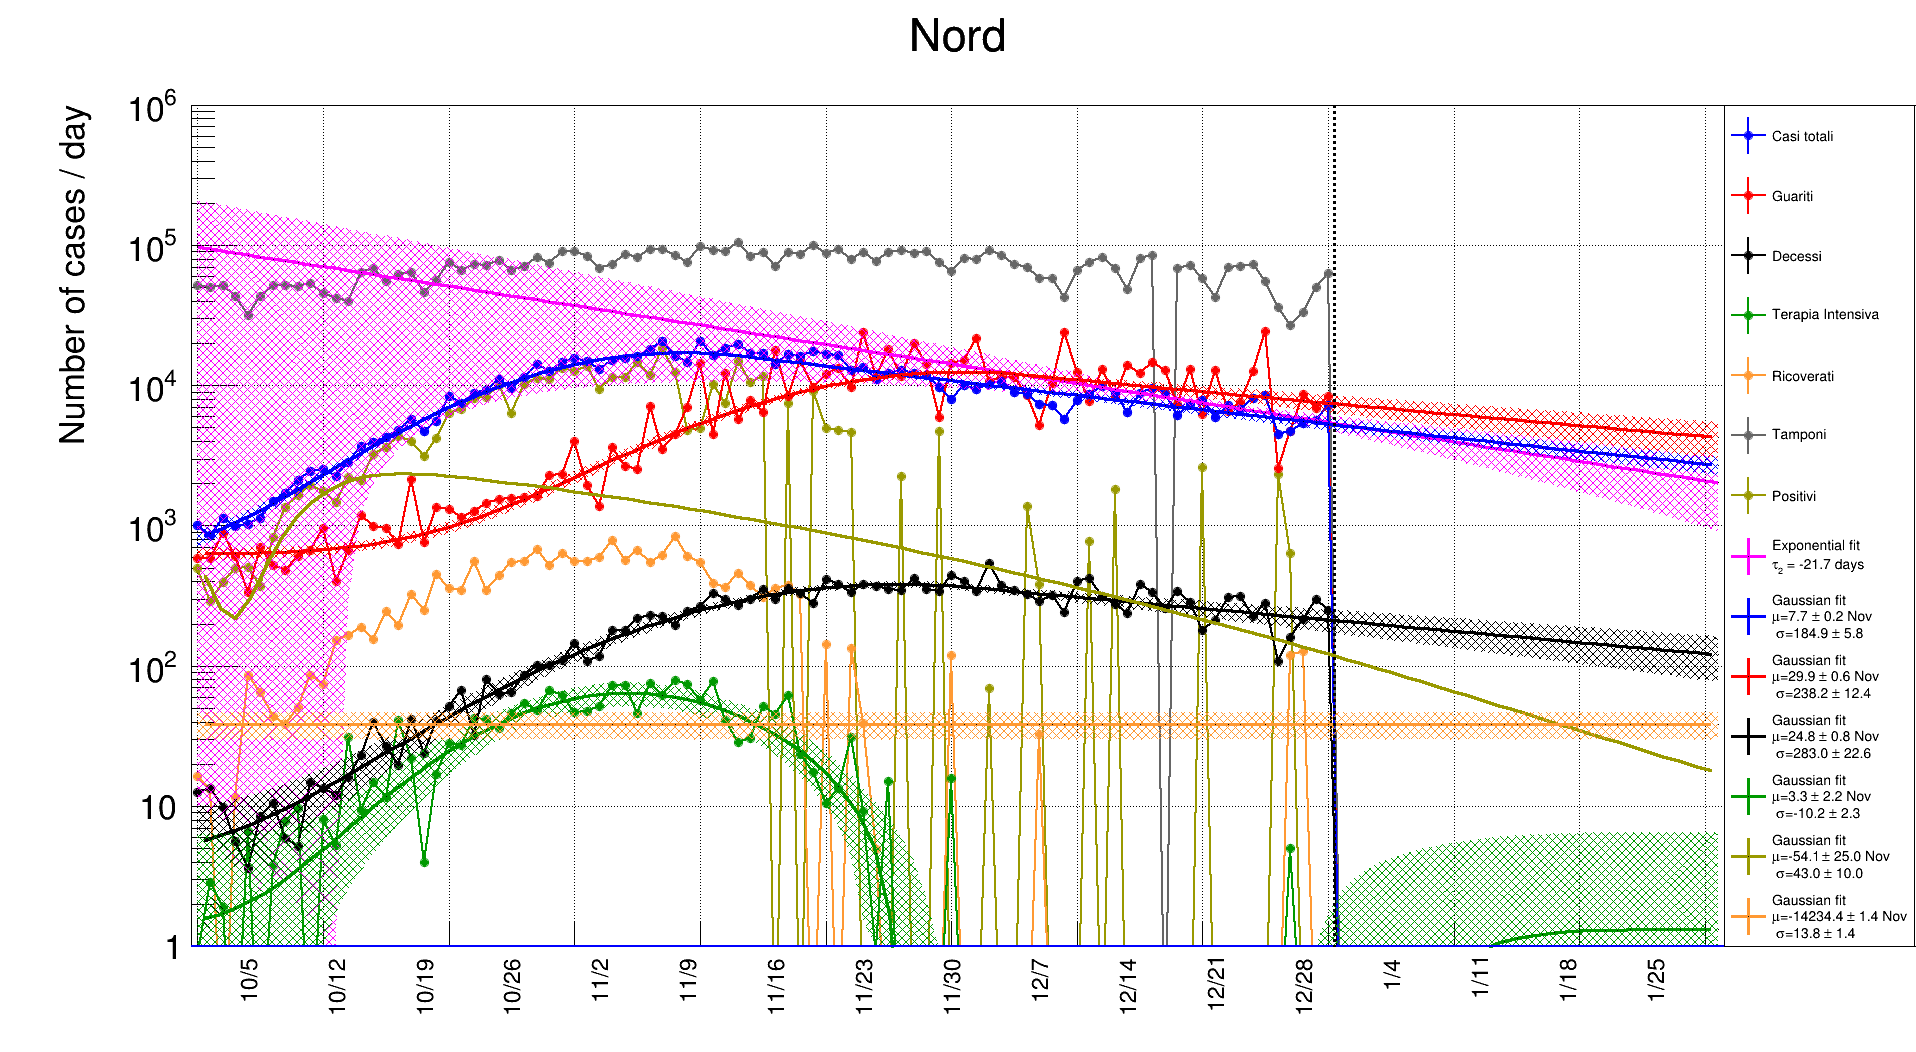 Nord
Number of cases / day
10⁶
10⁵
10⁴
10³
10²
10
1
10/5
10/12
10/19
10/26
11/2
11/9
11/16
11/23
11/30
12/7
12/14
12/21
12/28
1/4
1/11
1/18
1/25
Casi totali
Guariti
Decessi
Terapia Intensiva
Ricoverati
Tamponi
Positivi
Exponential fit
τ₂ = -21.7 days
Gaussian fit
μ=7.7 ± 0.2 Nov
σ=184.9 ± 5.8
Gaussian fit
μ=29.9 ± 0.6 Nov
σ=238.2 ± 12.4
Gaussian fit
μ=24.8 ± 0.8 Nov
σ=283.0 ± 22.6
Gaussian fit
μ=3.3 ± 2.2 Nov
σ=-10.2 ± 2.3
Gaussian fit
μ=-54.1 ± 25.0 Nov
σ=43.0 ± 10.0
Gaussian fit
μ=-14234.4 ± 1.4 Nov
σ=13.8 ± 1.4